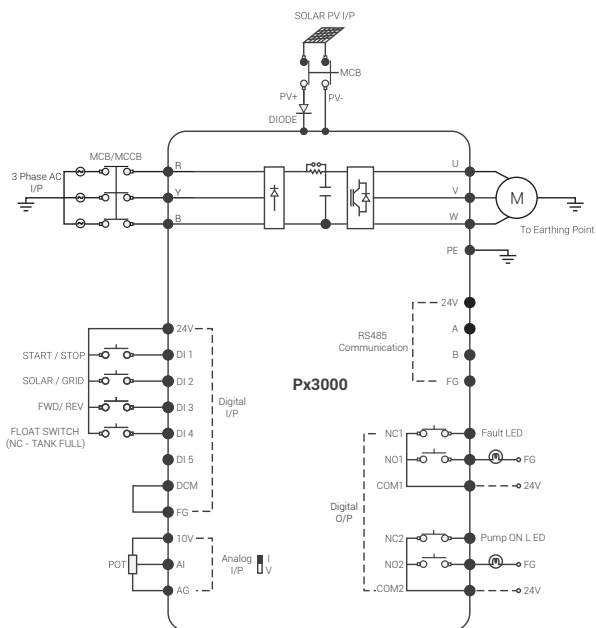 SOLAR PV I/P
MCB
PV+
PV-
DIODE
MCB/MCCB
3 Phase AC
I/P
R
Y
B
U
V
W
M
To Earthing Point
PE
24V
A
RS485
Communication
B
FG
24V
START / STOP
DI 1
SOLAR / GRID
DI 2
FWD/ REV
DI 3
FLOAT SWITCH
(NC - TANK FULL)
DI 4
DI 5
DCM
FG
Digital
I/P
Px3000
10V
POT
AI
AG
Analog
I/P
I
V
NC1
Fault LED
NO1
FG
COM1
24V
Digital
O/P
NC2
Pump ON L ED
NO2
FG
COM2
24V